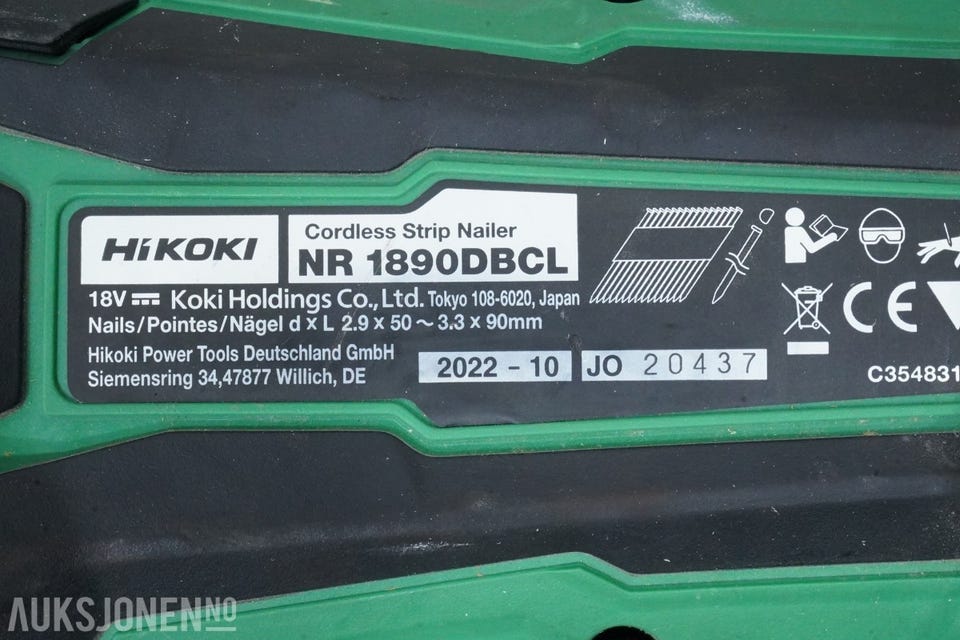 HiKOKI
Cordless Strip Nailer
NR 1890DBCL
18V Koki Holdings Co., Ltd. Tokyo 108-6020, Japan
Nails/Pointes/Nägel d x L 2.9 x 50 ~ 3.3 x 90mm
Hikoki Power Tools Deutschland GmbH
Siemensring 34,47877 Willich, DE
2022 - 10 JO 20437
CE
C354831
AUKSJONEN.NO